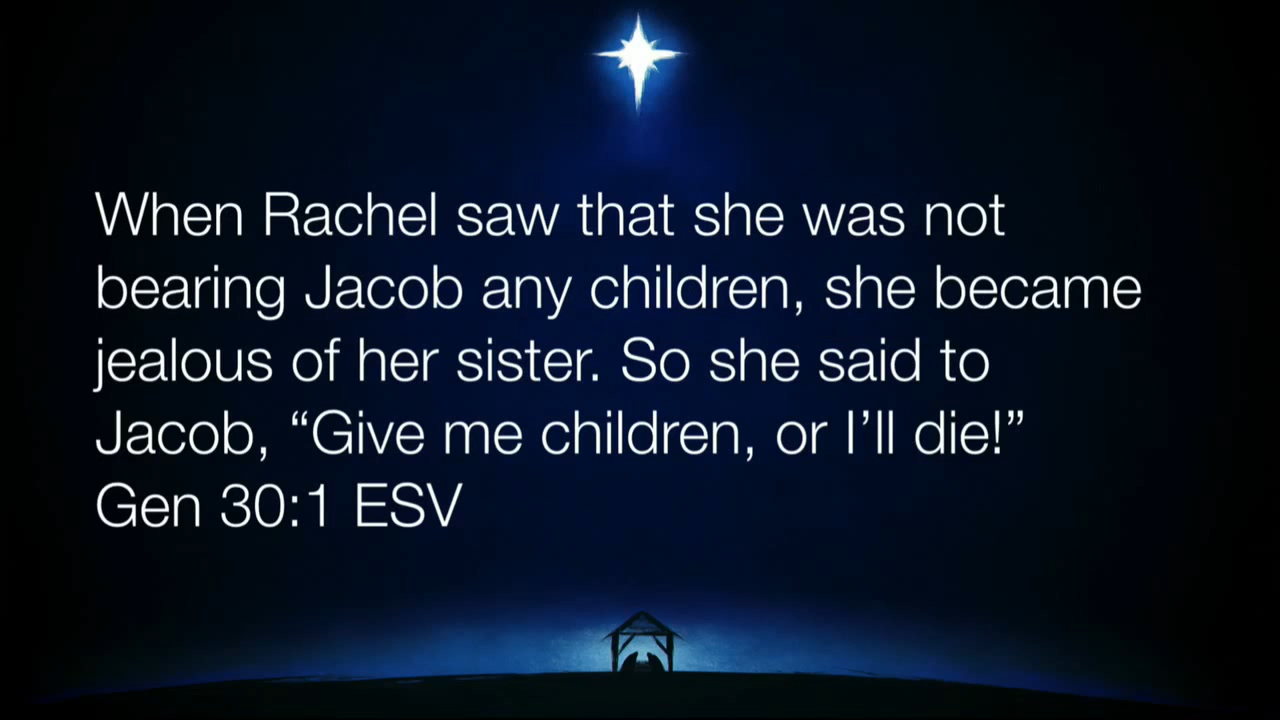 When Rachel saw that she was not
bearing Jacob any children, she became
jealous of her sister. So she said to
Jacob, “Give me children, or I’ll die!”
Gen 30:1 ESV